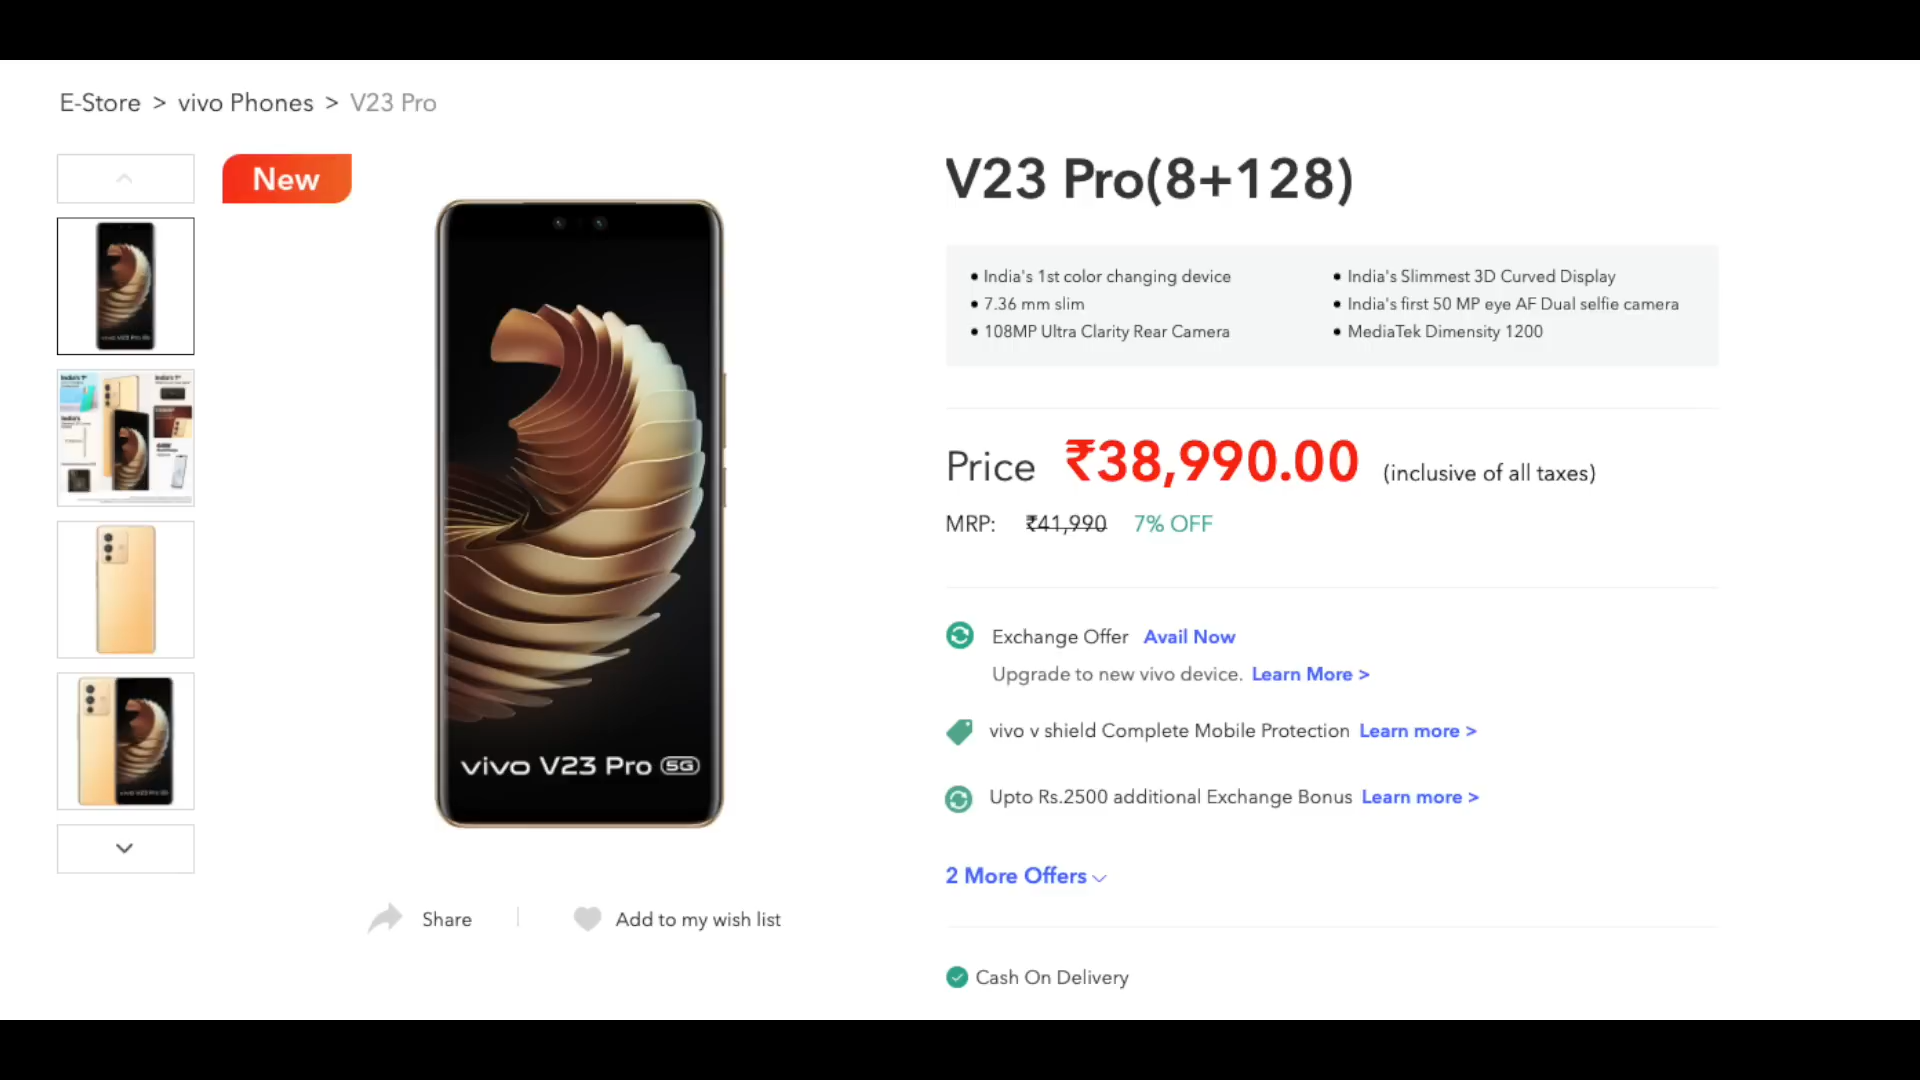 E-Store > vivo Phones > V23 Pro
New
vivo V23 Pro 5G
Share
Add to my wish list
V23 Pro(8+128)
• India's 1st color changing device
• India's Slimmest 3D Curved Display
• 7.36 mm slim
• India's first 50 MP eye AF Dual selfie camera
• 108MP Ultra Clarity Rear Camera
• MediaTek Dimensity 1200
Price ₹38,990.00 (inclusive of all taxes)
MRP: ₹41,990 7% OFF
Exchange Offer Avail Now
Upgrade to new vivo device. Learn More >
vivo v shield Complete Mobile Protection Learn more >
Upto Rs.2500 additional Exchange Bonus Learn more >
2 More Offers
Cash On Delivery